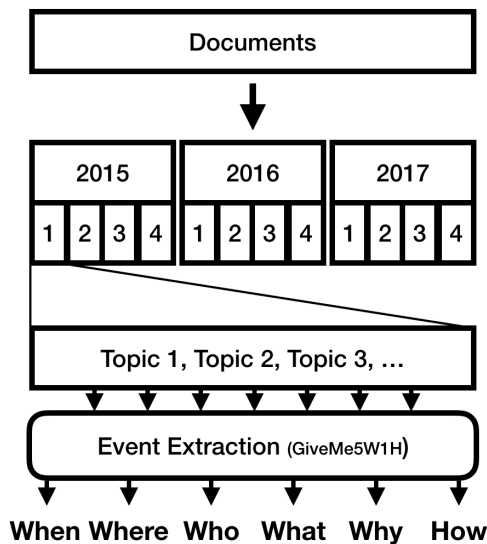 Documents
2015 2016 2017
1 2 3 4 1 2 3 4 1 2 3 4
Topic 1, Topic 2, Topic 3, ...
Event Extraction (GiveMe5W1H)
When Where Who What Why How